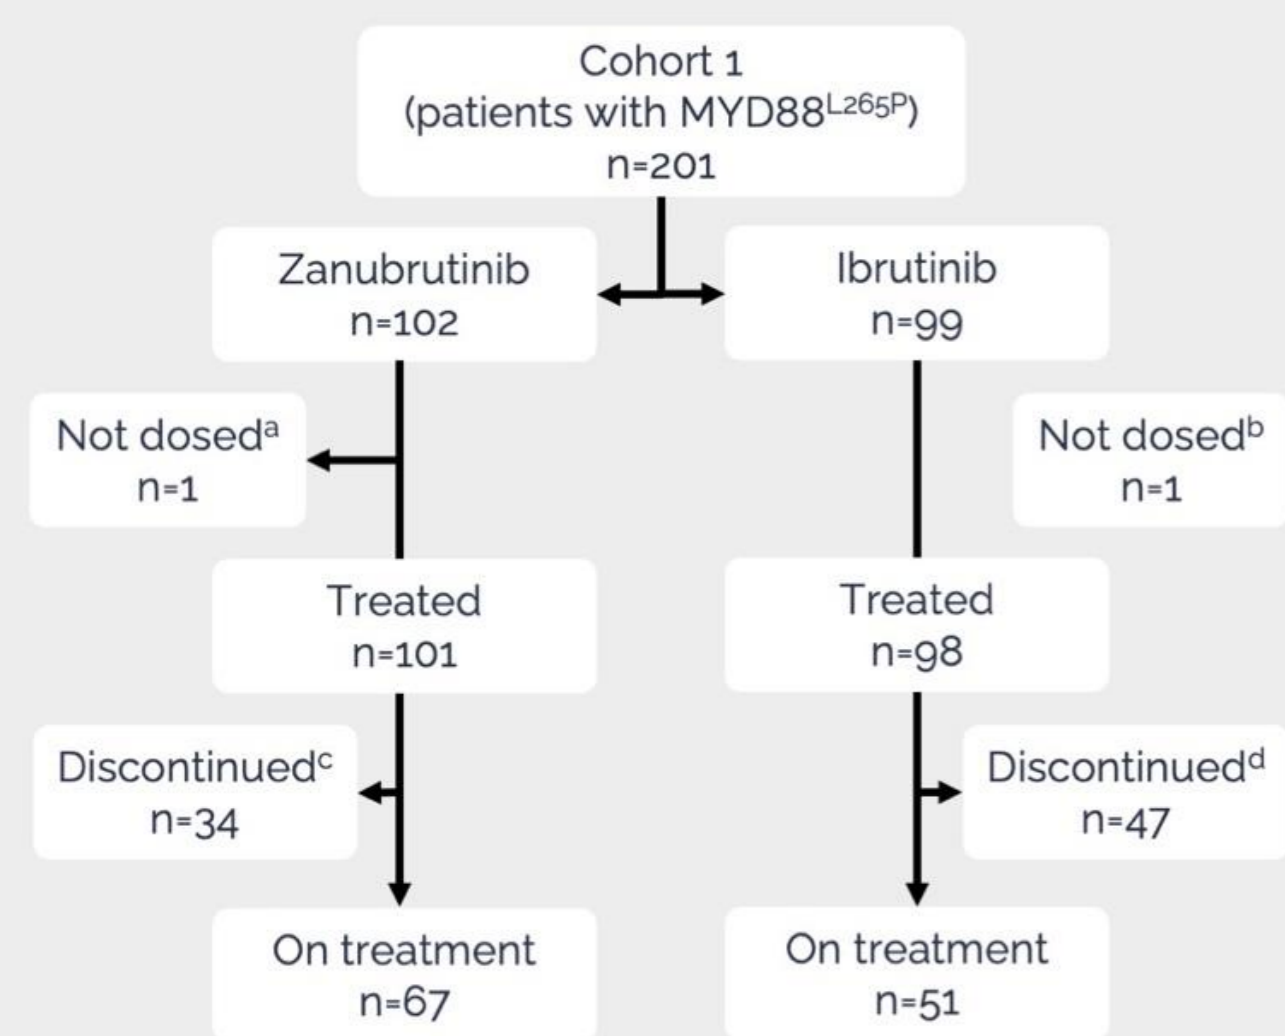 Cohort 1
(patients with MYD88L265P)
n=201
Zanubrutinib
n=102
Ibrutinib
n=99
Not doseda
n=1
Not dosedb
n=1
Treated
n=101
Treated
n=98
Discontinuedc
n=34
Discontinuedd
n=47
On treatment
n=67
On treatment
n=51